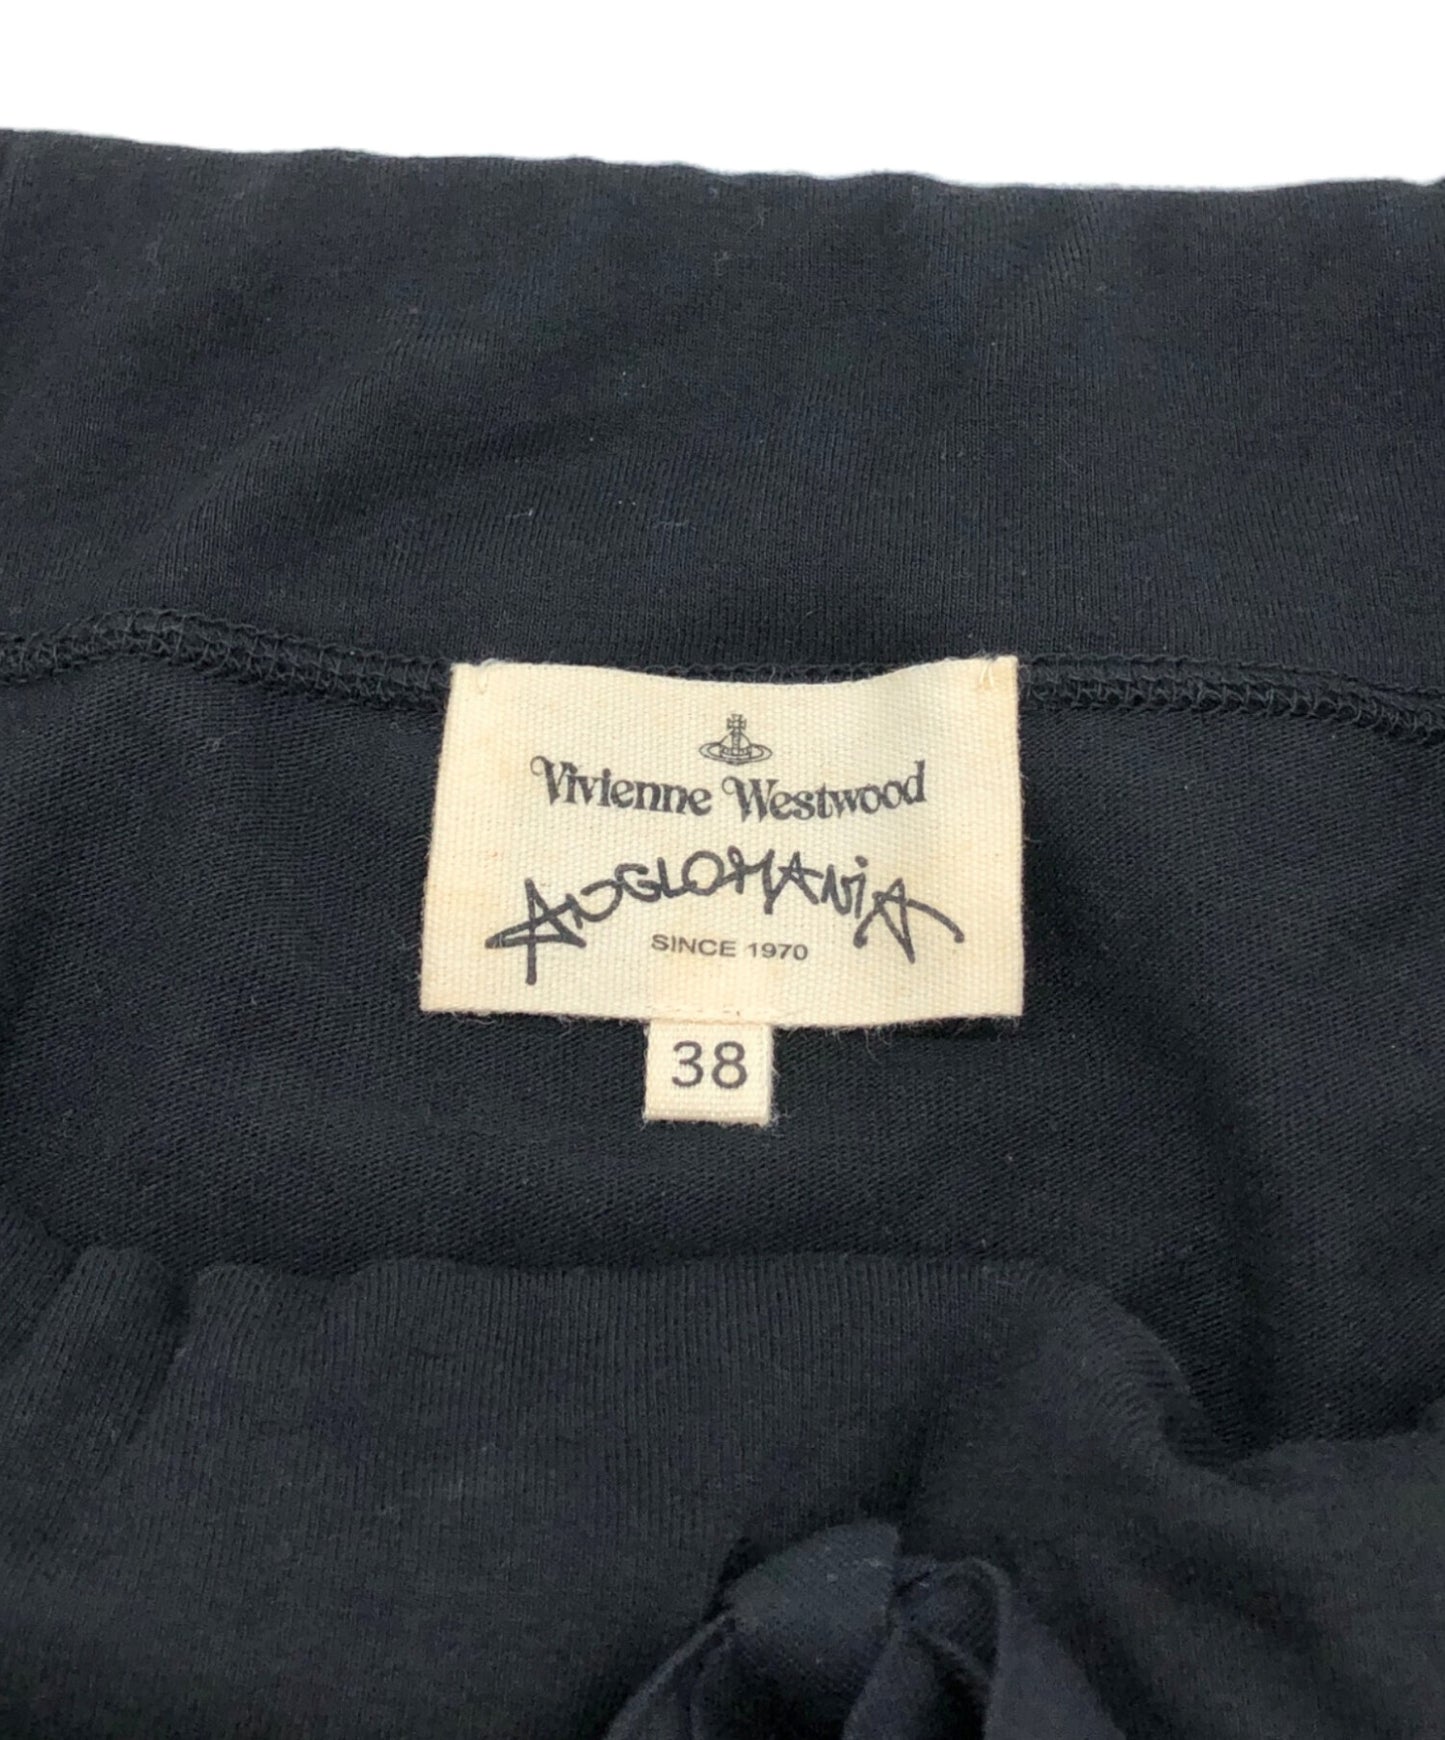 Vivienne Westwood
ANGLOMANiA
SINCE 1970
38